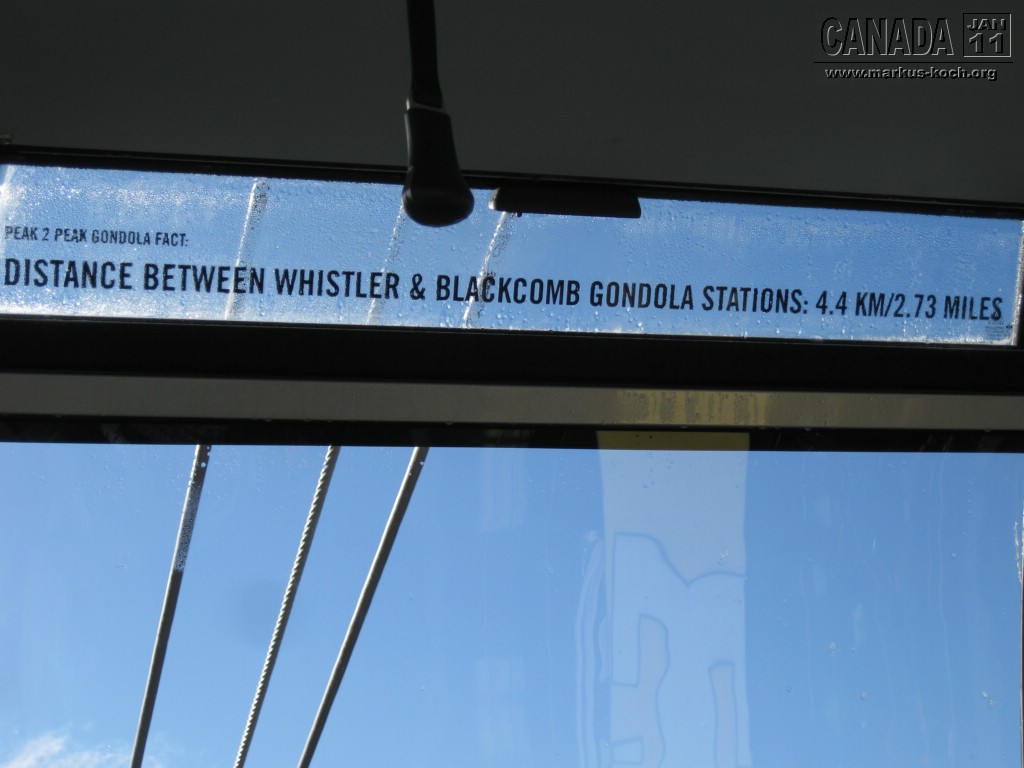 CANADA JAN 11
www.markus-koch.org
PEAK 2 PEAK GONDOLA FACT:
DISTANCE BETWEEN WHISTLER & BLACKCOMB GONDOLA STATIONS: 4.4 KM/2.73 MILES